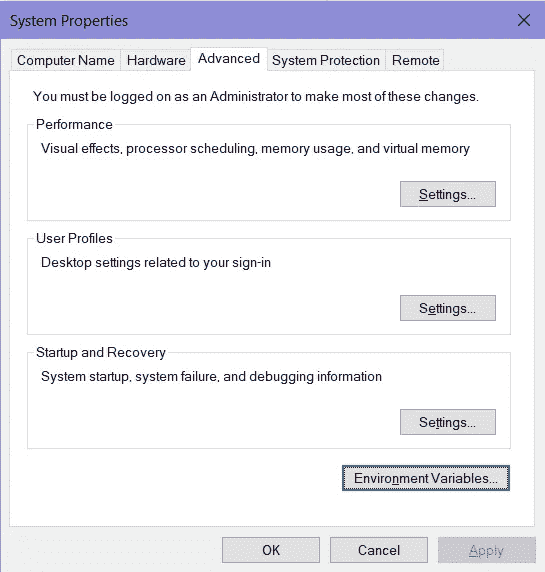 System Properties
Computer Name Hardware Advanced System Protection Remote
You must be logged on as an Administrator to make most of these changes.
Performance
Visual effects, processor scheduling, memory usage, and virtual memory
Settings...
User Profiles
Desktop settings related to your sign-in
Settings...
Startup and Recovery
System startup, system failure, and debugging information
Settings...
Environment Variables...
OK Cancel Apply